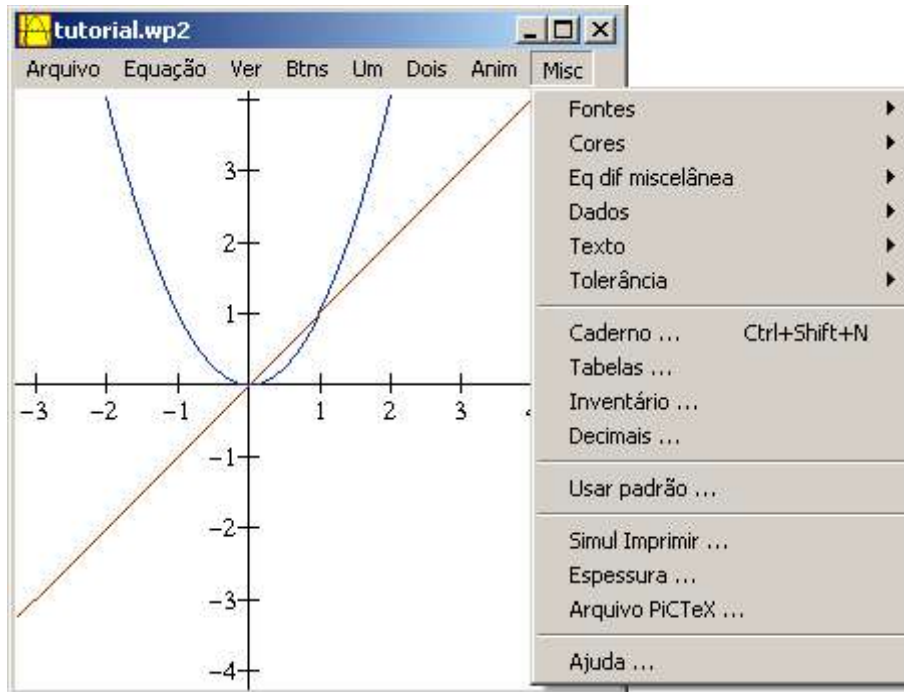 tutorial.wp2
Arquivo Equação Ver Btns Um Dois Anim Misc
Fontes
Cores
Eq dif miscelânea
Dados
Texto
Tolerância
Caderno ... Ctrl+Shift+N
Tabelas ...
Inventário ...
Decimais ...
Usar padrão ...
Simul Imprimir ...
Espessura ...
Arquivo PiCTeX ...
Ajuda ...
3
2
1
−3 −2 −1 1 2 3
−1
−2
−3
−4